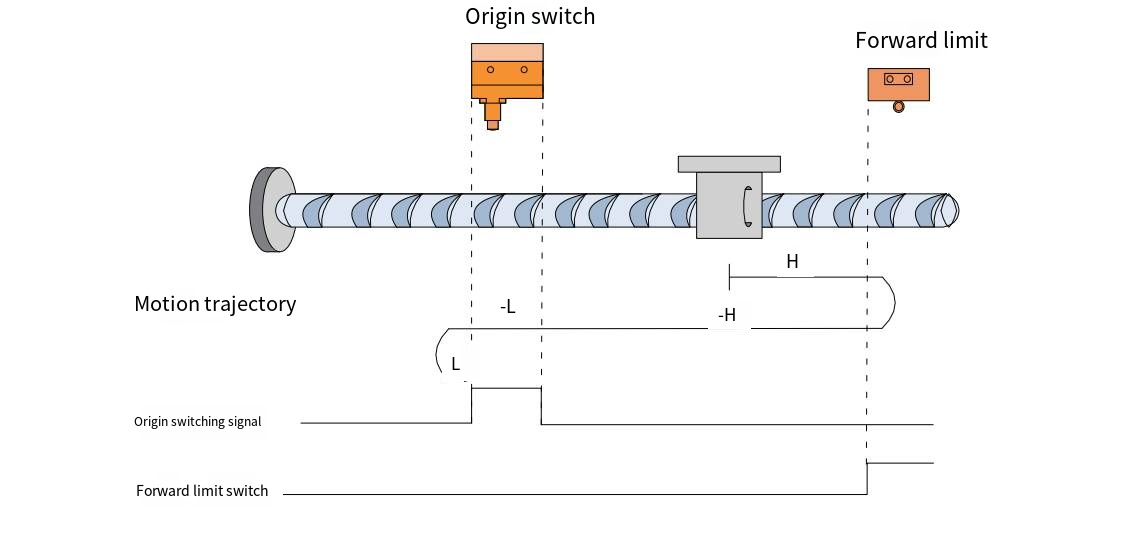 Origin switch
Forward limit
H
Motion trajectory
-L
-H
L
Origin switching signal
Forward limit switch